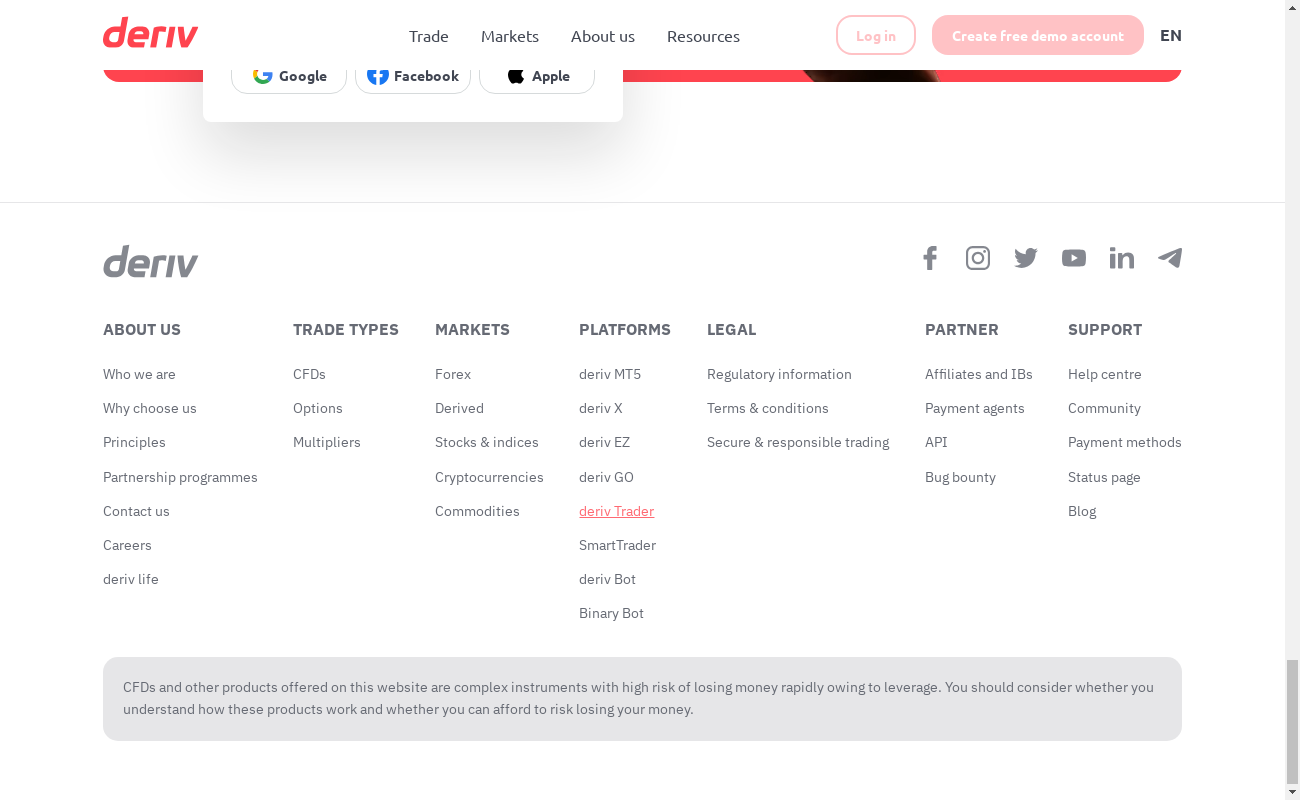 deriv
Trade
Markets
About us
Resources
Log in
Create free demo account
EN
Google
Facebook
Apple
deriv
ABOUT US
Who we are
Why choose us
Principles
Partnership programmes
Contact us
Careers
deriv life
TRADE TYPES
CFDs
Options
Multipliers
MARKETS
Forex
Derived
Stocks & indices
Cryptocurrencies
Commodities
PLATFORMS
deriv MT5
deriv X
deriv EZ
deriv GO
deriv Trader
SmartTrader
deriv Bot
Binary Bot
LEGAL
Regulatory information
Terms & conditions
Secure & responsible trading
PARTNER
Affiliates and IBs
Payment agents
API
Bug bounty
SUPPORT
Help centre
Community
Payment methods
Status page
Blog
CFDs and other products offered on this website are complex instruments with high risk of losing money rapidly owing to leverage. You should consider whether you
understand how these products work and whether you can afford to risk losing your money.